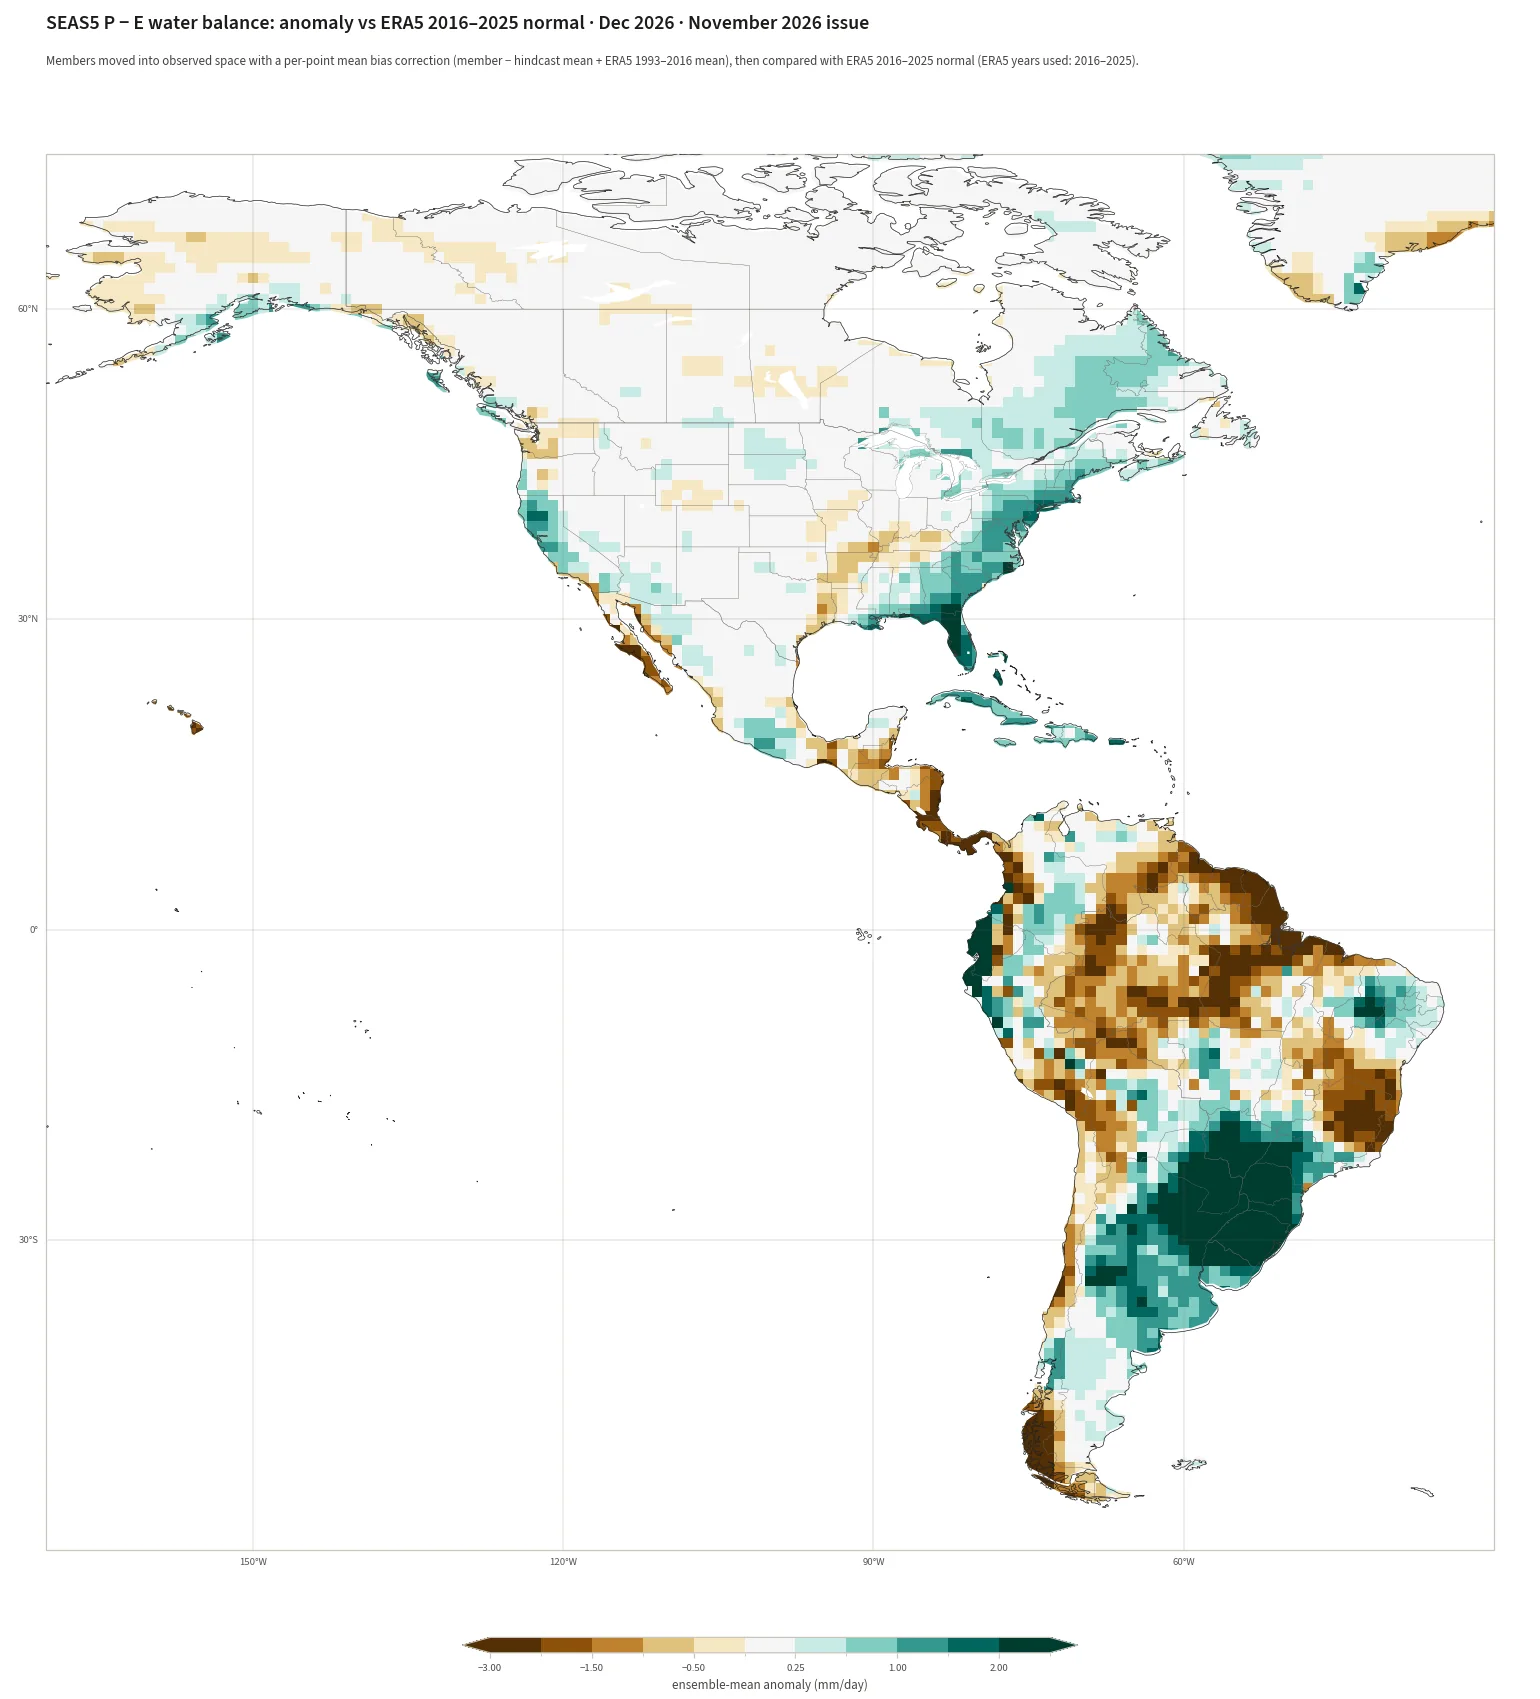 SEAS5 P − E water balance: anomaly vs ERA5 2016–2025 normal · Dec 2026 · November 2026 issue
Members moved into observed space with a per-point mean bias correction (member − hindcast mean + ERA5 1993–2016 mean), then compared with ERA5 2016–2025 normal (ERA5 years used: 2016–2025).
60°N
30°N
0°
30°S
150°W 120°W 90°W 60°W
−3.00 −1.50 −0.50 0.25 1.00 2.00
ensemble-mean anomaly (mm/day)